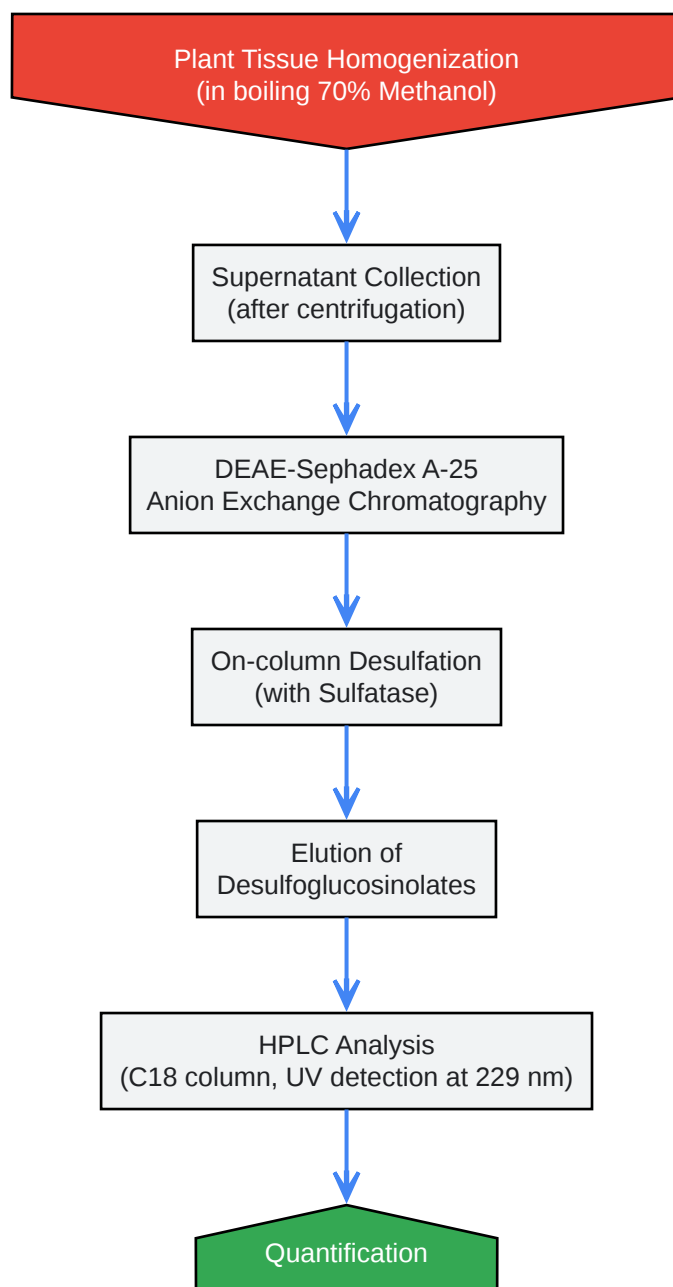 Plant Tissue Homogenization
(in boiling 70% Methanol)
Supernatant Collection
(after centrifugation)
DEAE-Sephadex A-25
Anion Exchange Chromatography
On-column Desulfation
(with Sulfatase)
Elution of
Desulfoglucosinolates
HPLC Analysis
(C18 column, UV detection at 229 nm)
Quantification